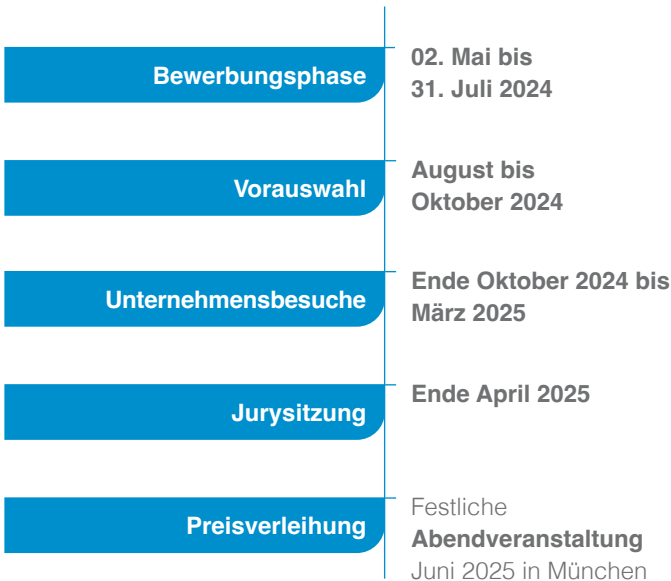 Bewerbungsphase
02. Mai bis
31. Juli 2024
Vorauswahl
August bis
Oktober 2024
Unternehmensbesuche
Ende Oktober 2024 bis
März 2025
Jurysitzung
Ende April 2025
Preisverleihung
Festliche
Abendveranstaltung
Juni 2025 in München